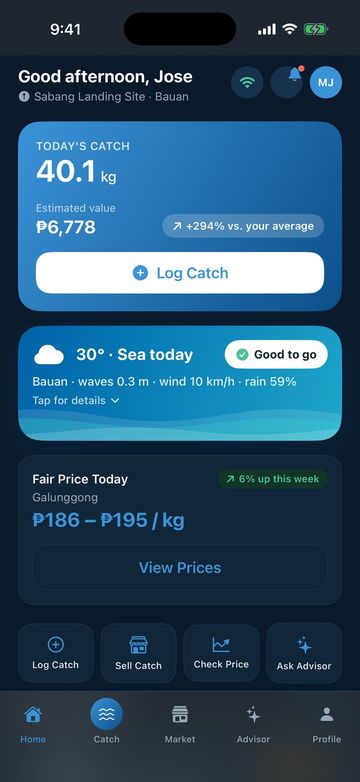 9:41
Good afternoon, Jose
Sabang Landing Site · Bauan
MJ
TODAY'S CATCH
40.1 kg
Estimated value
₱6,778
+294% vs. your average
Log Catch
30° · Sea today
Good to go
Bauan · waves 0.3 m · wind 10 km/h · rain 59%
Tap for details
Fair Price Today
6% up this week
Galunggong
₱186 – ₱195 / kg
View Prices
Log Catch
Sell Catch
Check Price
Ask Advisor
Home
Catch
Market
Advisor
Profile